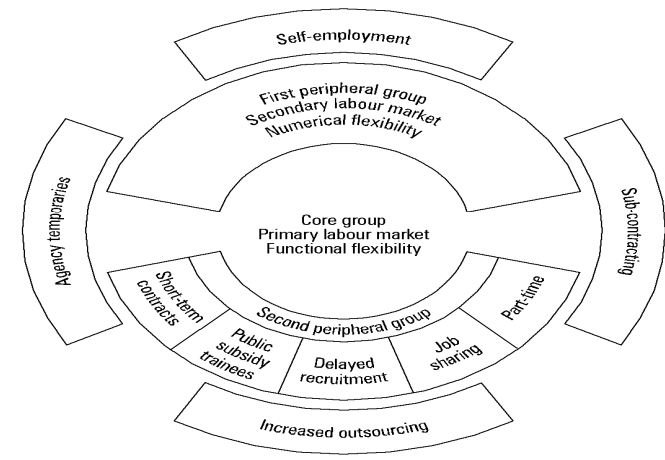 Self-employment
First peripheral group
Secondary labour market
Numerical flexibility
Agency temporaries
Sub-contracting
Core group
Primary labour market
Functional flexibility
Short-term
contracts
Second peripheral group
Part-time
Public
subsidy
trainees
Delayed
recruitment
Job
sharing
Increased outsourcing